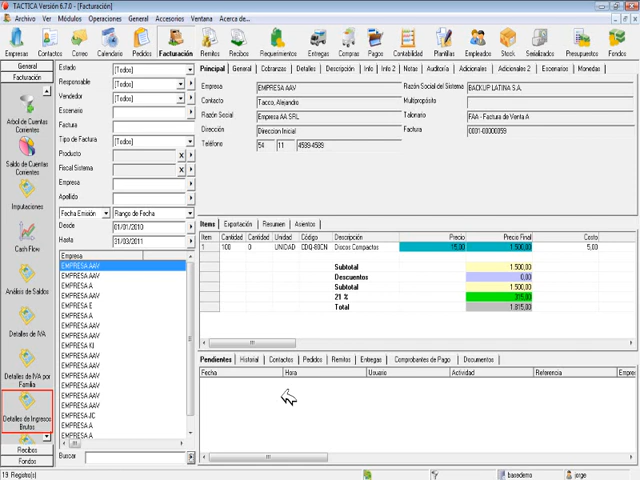 TACTICA Versión 6.7.0 - [Facturación]
Archivo Ver Módulos Operaciones General Accesorios Ventana Acerca de...
Empresas Contactos Correo Calendario Pedidos Facturación Remitos Recibos Requerimientos Entregas Compras Pagos Contabilidad Plantillas Empleados Stock Serializados Presupuestos Fondos
General
Facturación
Arbol de Cuentas Corrientes
Saldo de Cuentas Corrientes
Imputaciones
Cash Flow
Análisis de Saldos
Detalles de IVA
Detalles de IVA por Familia
Detalles de Ingresos Brutos
Recibos
Fondos
Estado [Todos]
Responsable [Todos]
Vendedor [Todos]
Escenario
Factura
Tipo de Factura [Todos]
Producto X
Fiscal Sistema X
Empresa
Apellido
Fecha Emisión Rango de Fecha
Desde 01/01/2010
Hasta 31/03/2011
Empresa
EMPRESA AAV
EMPRESA AAV
EMPRESA A
EMPRESA AAV
EMPRESA E
EMPRESA A
EMPRESA AAV
EMPRESA KI
EMPRESA AAV
EMPRESA AAV
EMPRESA AAV
EMPRESA AAV
EMPRESA AAV
EMPRESA AAV
EMPRESA AAV
EMPRESA JC
EMPRESA A
EMPRESA A
Buscar
Principal General Cobranzas Detalles Descripción Info Info 2 Notas Auditoría Adicionales Adicionales 2 Escenarios Monedas
Empresa EMPRESA AAV Razón Social del Sistema BACKUP LATINA S.A.
Contacto Tacco, Alejandro Multipropósito
Razón Social Empresa AA SRL Talonario FAA - Factura de Venta A
Dirección Direccion Inicial Factura 0001-00000059
Teléfono 54 11 4589-4589
Items Exportación Resumen Asientos
Item Cantidad Cantidad Unidad Código Descripción Precio Precio Final Costo
1 100 0 UNIDAD CDQ-80CN Discos Compactos 15,00 1.500,00 5,00
Subtotal 1.500,00
Descuentos 0,00
Subtotal 1.500,00
21 % 315,00
Total 1.815,00
Pendientes Historial Contactos Pedidos Remitos Entregas Comprobantes de Pago Documentos
Fecha Hora Usuario Actividad Referencia Empre
19 Registro(s) basedemo jorge